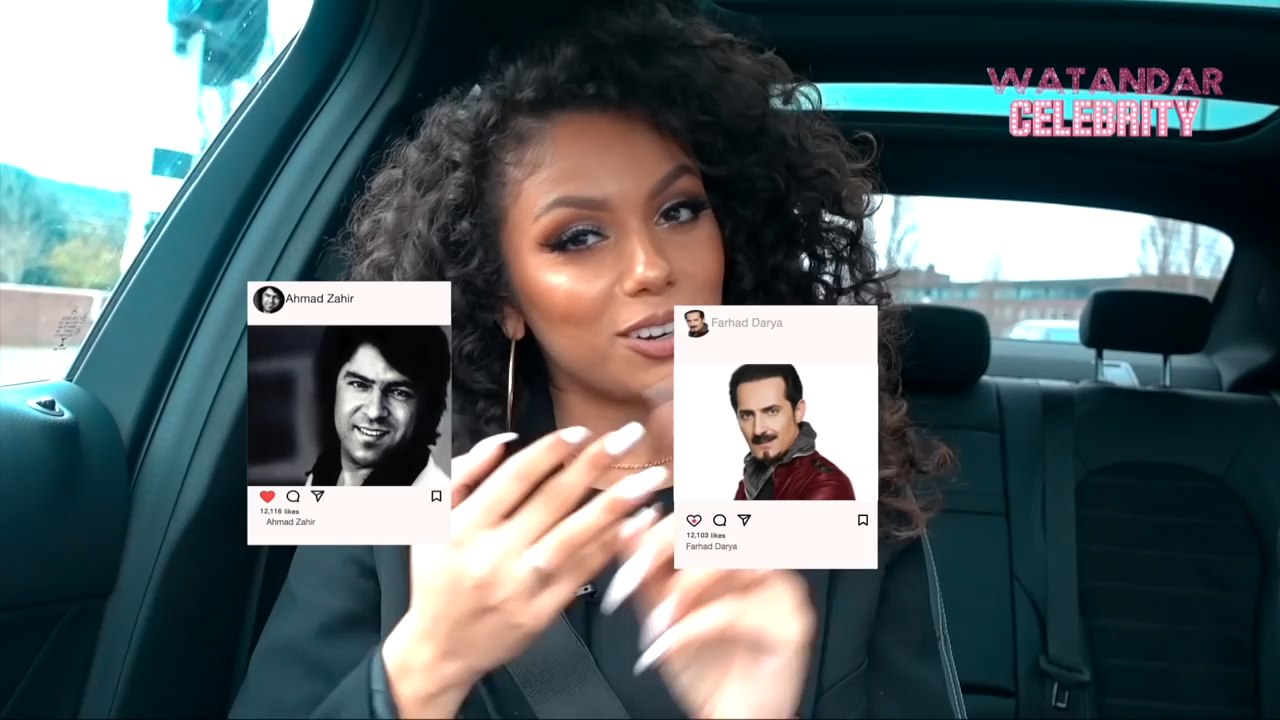 WATANDAR
CELEBRITY
Ahmad Zahir
12,116 likes
Ahmad Zahir
Farhad Darya
12,103 likes
Farhad Darya